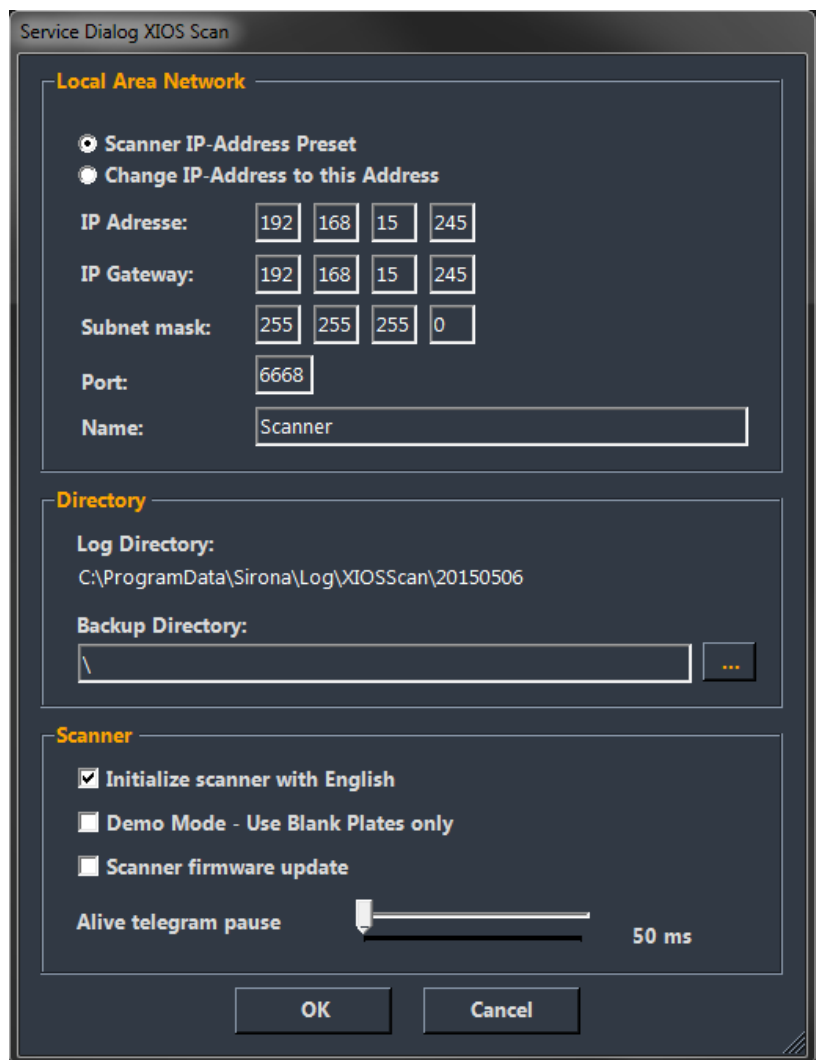 Service Dialog XIOS Scan
Local Area Network
Scanner IP-Address Preset
Change IP-Address to this Address
IP Adresse: 192 168 15 245
IP Gateway: 192 168 15 245
Subnet mask: 255 255 255 0
Port: 6668
Name: Scanner
Directory
Log Directory:
C:\ProgramData\Sirona\Log\XIOSScan\20150506
Backup Directory:
\ ...
Scanner
Initialize scanner with English
Demo Mode - Use Blank Plates only
Scanner firmware update
Alive telegram pause 50 ms
OK Cancel